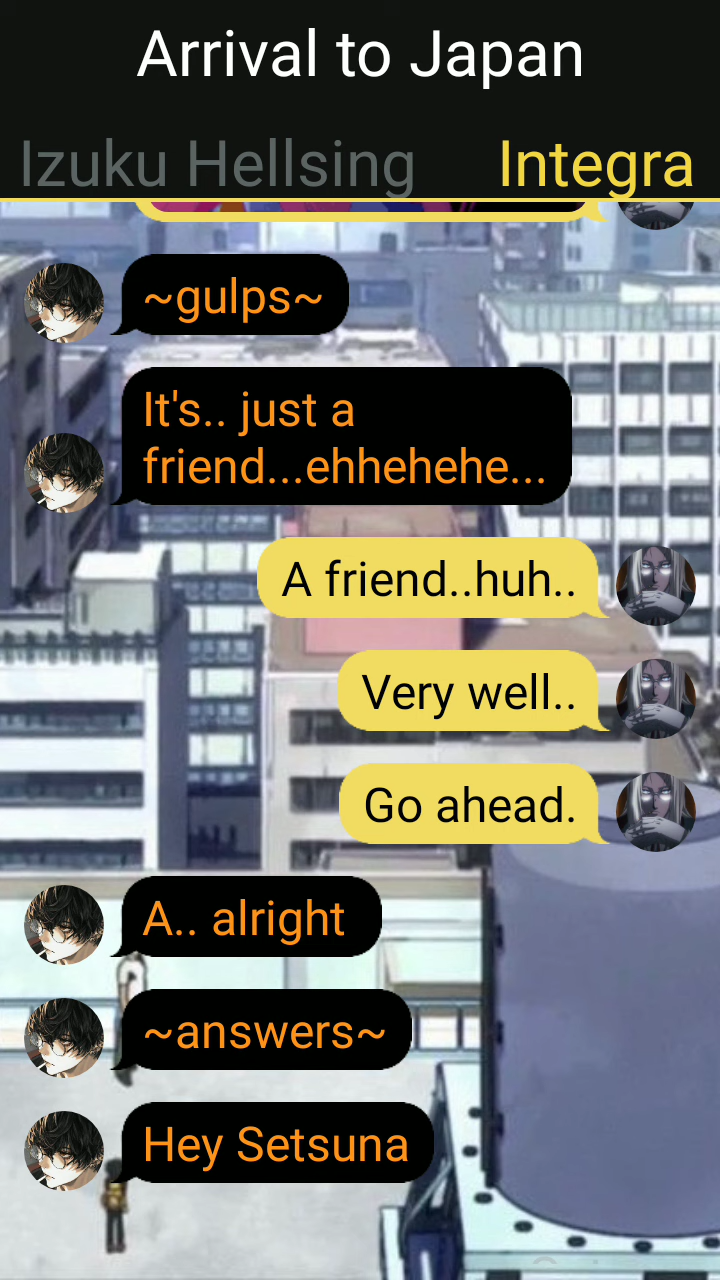 Arrival to Japan
Izuku Hellsing
Integra
~gulps~
It's.. just a
friend...ehhehehe...
A friend..huh..
Very well..
Go ahead.
A.. alright
~answers~
Hey Setsuna